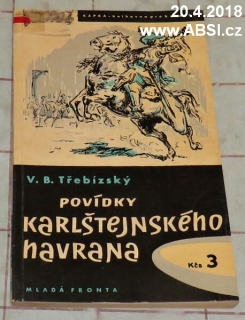 20.4.2018
www.ABSI.cz
V. B. Třebízský
POVÍDKY
KARLŠTEJNSKÉHO
HAVRANA
Kčs 3
MLADÁ FRONTA